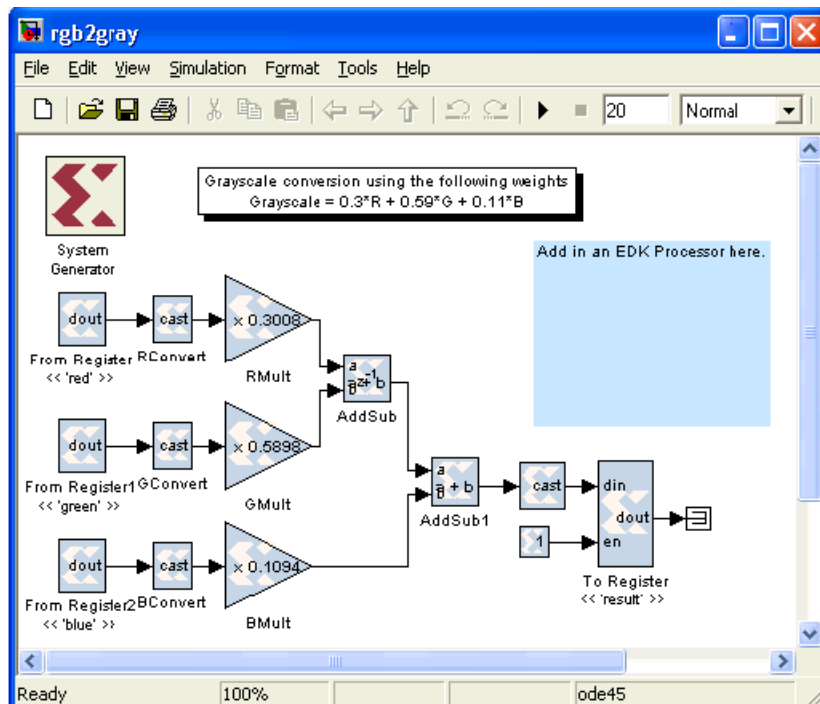 rgb2gray
File Edit View Simulation Format Tools Help
20 Normal
Grayscale conversion using the following weights
Grayscale = 0.3*R + 0.59*G + 0.11*B
System
Generator
Add in an EDK Processor here.
dout
cast
x 0.3008
From Register
<< 'red' >>
RConvert
RMult
a
b
AddSub
dout
cast
x 0.5898
From Register1
<< 'green' >>
GConvert
GMult
a
b
a + b
AddSub1
cast
din
dout
en
1
To Register
<< 'result' >>
dout
cast
x 0.1094
From Register2
<< 'blue' >>
BConvert
BMult
Ready
100%
ode45